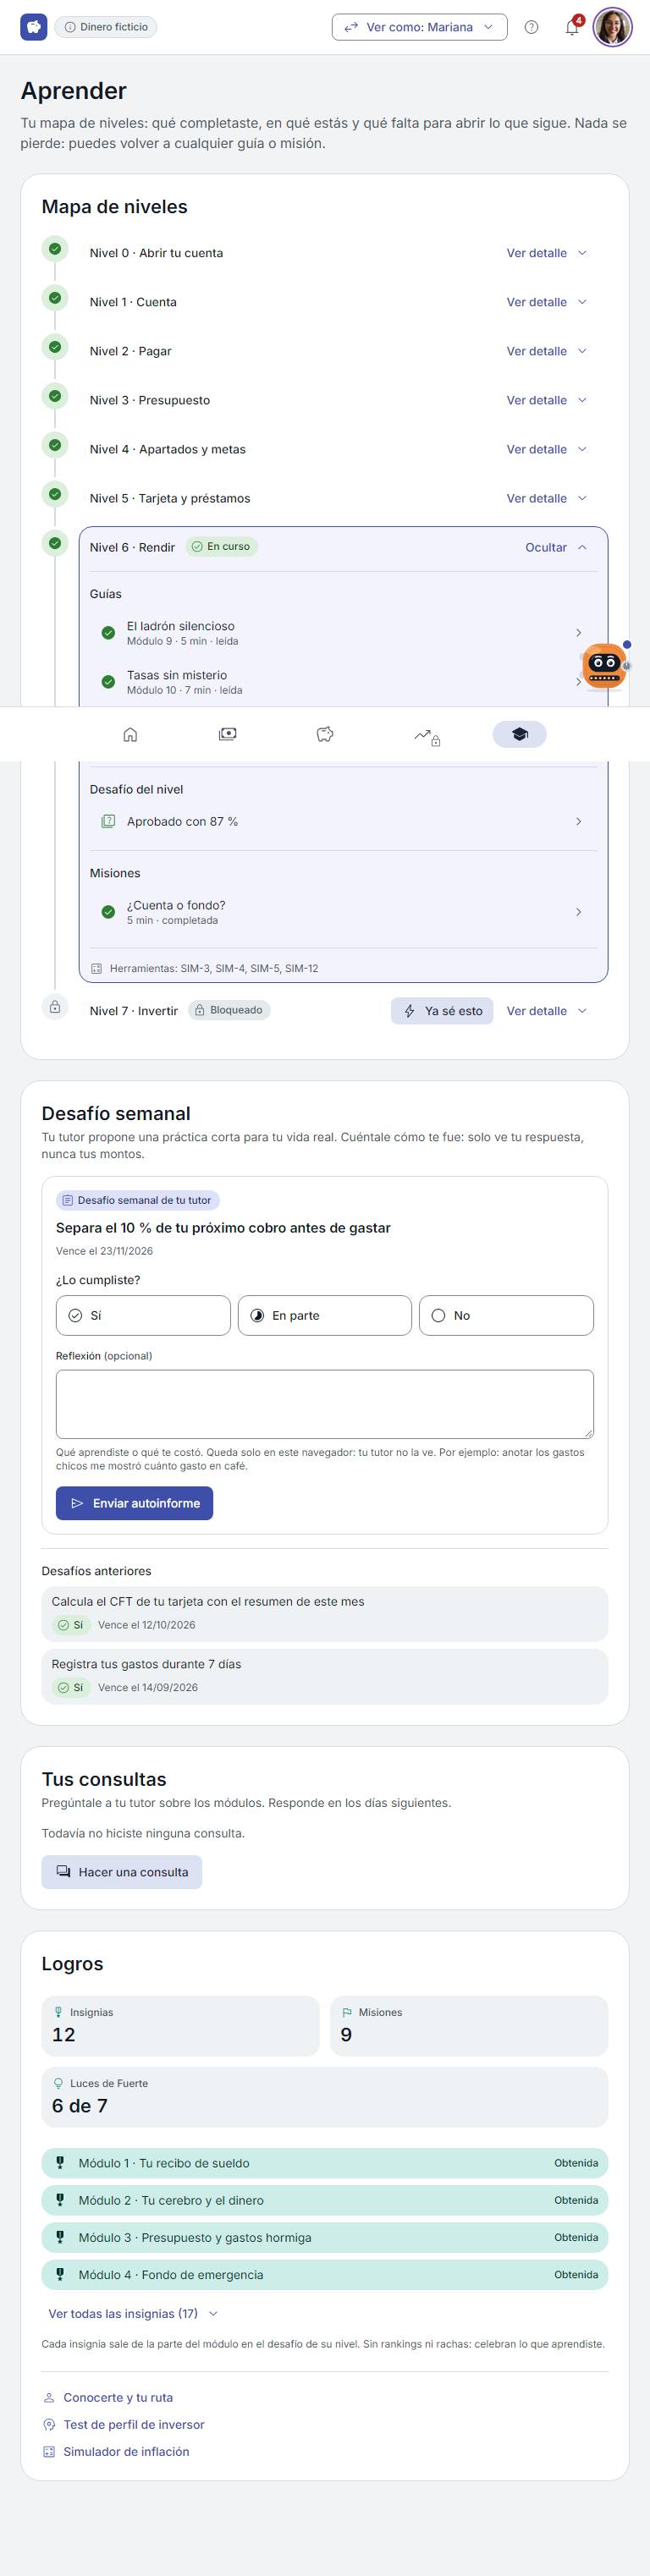 Dinero ficticio
Ver como: Mariana
4
Aprender
Tu mapa de niveles: qué completaste, en qué estás y qué falta para abrir lo que sigue. Nada se
pierde: puedes volver a cualquier guía o misión.
Mapa de niveles
Nivel 0 · Abrir tu cuenta
Ver detalle
Nivel 1 · Cuenta
Ver detalle
Nivel 2 · Pagar
Ver detalle
Nivel 3 · Presupuesto
Ver detalle
Nivel 4 · Apartados y metas
Ver detalle
Nivel 5 · Tarjeta y préstamos
Ver detalle
Nivel 6 · Rendir
En curso
Ocultar
Guías
El ladrón silencioso
Módulo 9 · 5 min · leída
Tasas sin misterio
Módulo 10 · 7 min · leída
Desafío del nivel
Aprobado con 87 %
Misiones
¿Cuenta o fondo?
5 min · completada
Herramientas: SIM-3, SIM-4, SIM-5, SIM-12
Nivel 7 · Invertir
Bloqueado
Ya sé esto
Ver detalle
Desafío semanal
Tu tutor propone una práctica corta para tu vida real. Cuéntale cómo te fue: solo ve tu respuesta,
nunca tus montos.
Desafío semanal de tu tutor
Separa el 10 % de tu próximo cobro antes de gastar
Vence el 23/11/2026
¿Lo cumpliste?
Sí
En parte
No
Reflexión (opcional)
Qué aprendiste o qué te costó. Queda solo en este navegador: tu tutor no la ve. Por ejemplo: anotar los gastos
chicos me mostró cuánto gasto en café.
Enviar autoinforme
Desafíos anteriores
Calcula el CFT de tu tarjeta con el resumen de este mes
Sí
Vence el 12/10/2026
Registra tus gastos durante 7 días
Sí
Vence el 14/09/2026
Tus consultas
Pregúntale a tu tutor sobre los módulos. Responde en los días siguientes.
Todavía no hiciste ninguna consulta.
Hacer una consulta
Logros
Insignias
12
Misiones
9
Luces de Fuerte
6 de 7
Módulo 1 · Tu recibo de sueldo
Obtenida
Módulo 2 · Tu cerebro y el dinero
Obtenida
Módulo 3 · Presupuesto y gastos hormiga
Obtenida
Módulo 4 · Fondo de emergencia
Obtenida
Ver todas las insignias (17)
Cada insignia sale de la parte del módulo en el desafío de su nivel. Sin rankings ni rachas: celebran lo que aprendiste.
Conocerte y tu ruta
Test de perfil de inversor
Simulador de inflación